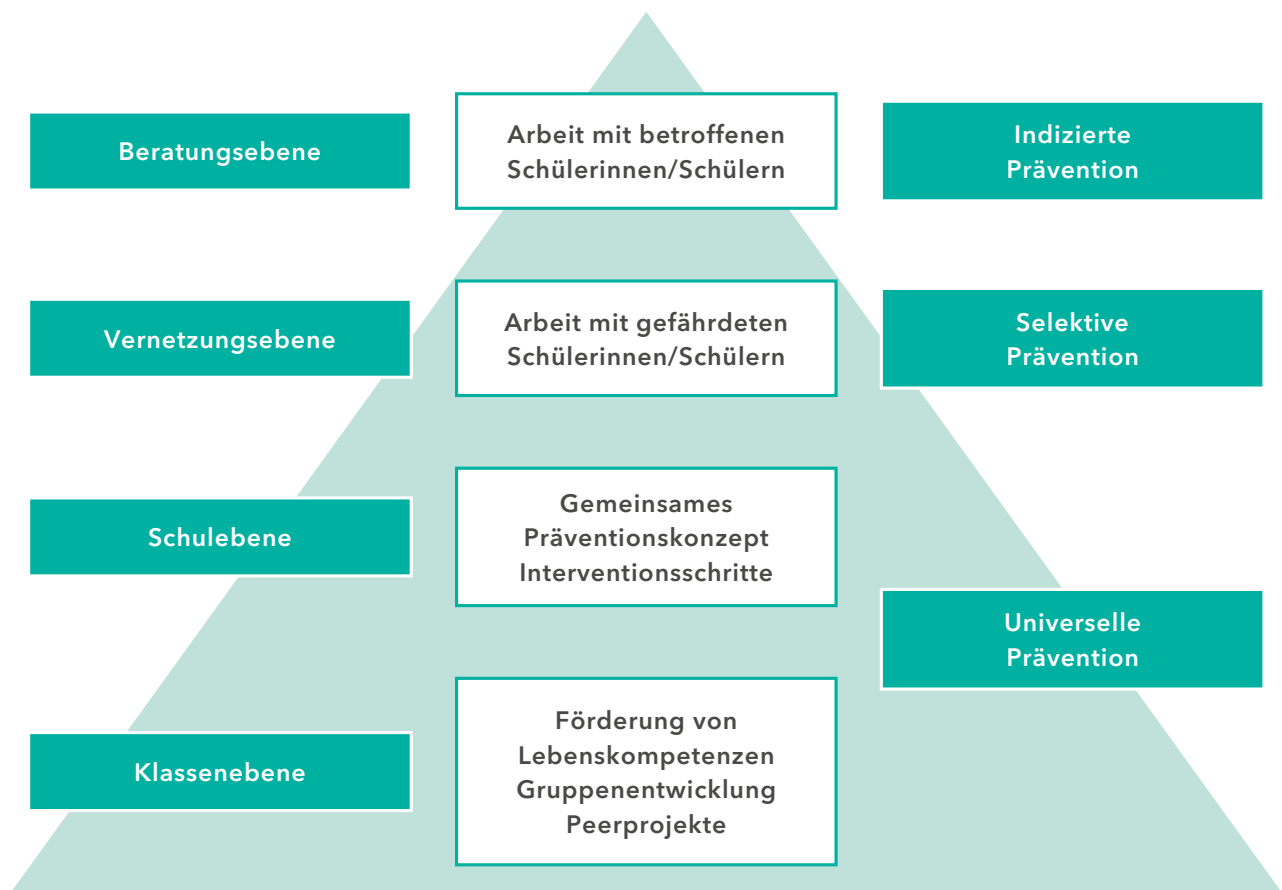 Beratungsebene
Arbeit mit betroffenen
Schülerinnen/Schülern
Indizierte
Prävention
Vernetzungsebene
Arbeit mit gefährdeten
Schülerinnen/Schülern
Selektive
Prävention
Schulebene
Gemeinsames
Präventionskonzept
Interventionsschritte
Universelle
Prävention
Klassenebene
Förderung von
Lebenskompetenzen
Gruppenentwicklung
Peerprojekte